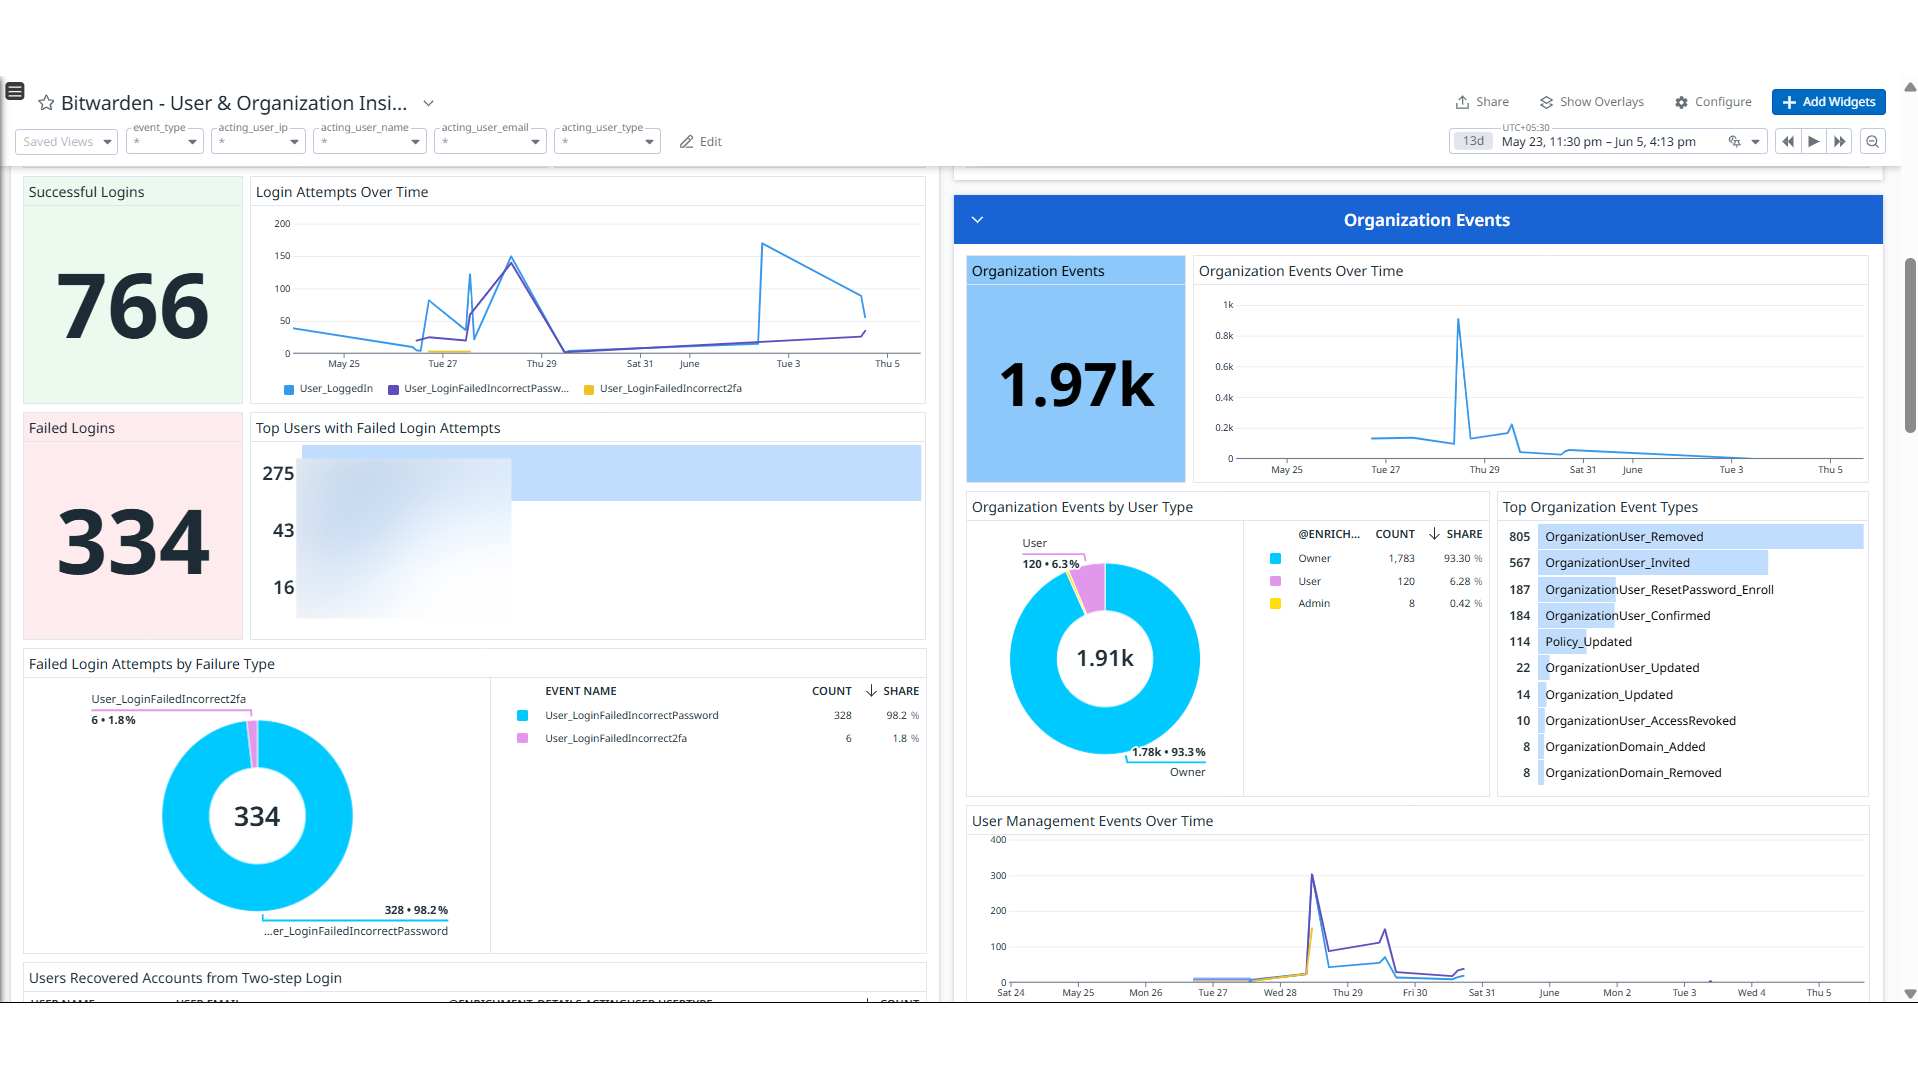 Bitwarden - User & Organization Insi...
Share
Show Overlays
Configure
Add Widgets
Saved Views
event_type
*
acting_user_ip
*
acting_user_name
*
acting_user_email
*
acting_user_type
*
Edit
13d
UTC+05:30
May 23, 11:30 pm – Jun 5, 4:13 pm
Successful Logins
766
Login Attempts Over Time
200
150
100
50
0
May 25
Tue 27
Thu 29
Sat 31
June
Tue 3
Thu 5
User_LoggedIn
User_LoginFailedIncorrectPassw...
User_LoginFailedIncorrect2fa
Failed Logins
334
Top Users with Failed Login Attempts
275
43
16
Failed Login Attempts by Failure Type
User_LoginFailedIncorrect2fa
6 • 1.8%
334
328 • 98.2%
...er_LoginFailedIncorrectPassword
EVENT NAME COUNT SHARE
User_LoginFailedIncorrectPassword 328 98.2 %
User_LoginFailedIncorrect2fa 6 1.8 %
Users Recovered Accounts from Two-step Login
USER NAME USER EMAIL @ENRICHMENT_DETAILS.ACTINGUSER.USERTYPE COUNT
Organization Events
Organization Events
1.97k
Organization Events Over Time
1k
0.8k
0.6k
0.4k
0.2k
0
May 25
Tue 27
Thu 29
Sat 31
June
Tue 3
Thu 5
Organization Events by User Type
User
120 • 6.3%
1.91k
1.78k • 93.3%
Owner
@ENRICH... COUNT SHARE
Owner 1,783 93.30 %
User 120 6.28 %
Admin 8 0.42 %
Top Organization Event Types
805 OrganizationUser_Removed
567 OrganizationUser_Invited
187 OrganizationUser_ResetPassword_Enroll
184 OrganizationUser_Confirmed
114 Policy_Updated
22 OrganizationUser_Updated
14 Organization_Updated
10 OrganizationUser_AccessRevoked
8 OrganizationDomain_Added
8 OrganizationDomain_Removed
User Management Events Over Time
400
300
200
100
0
Sat 24
May 25
Mon 26
Tue 27
Wed 28
Thu 29
Fri 30
Sat 31
June
Mon 2
Tue 3
Wed 4
Thu 5